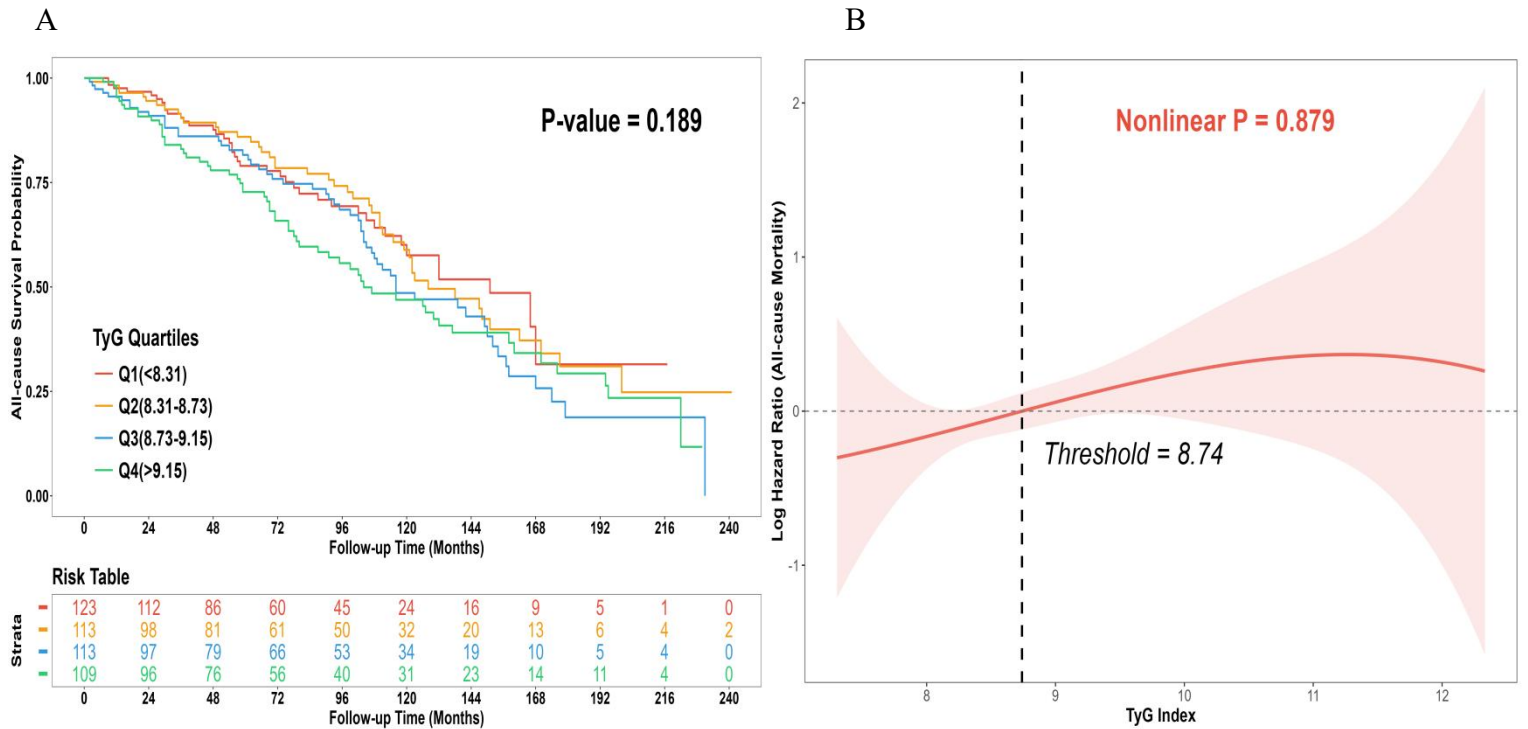 A
All-cause Survival Probability
1.00
0.75
0.50
0.25
0.00
P-value = 0.189
TyG Quartiles
Q1(<8.31)
Q2(8.31-8.73)
Q3(8.73-9.15)
Q4(>9.15)
0 24 48 72 96 120 144 168 192 216 240
Follow-up Time (Months)
Risk Table
Strata
123 112 86 60 45 24 16 9 5 1 0
113 98 81 61 50 32 20 13 6 4 2
113 97 79 66 53 34 19 10 5 4 0
109 96 76 56 40 31 23 14 11 4 0
0 24 48 72 96 120 144 168 192 216 240
Follow-up Time (Months)
B
Log Hazard Ratio (All-cause Mortality)
2
1
0
-1
Nonlinear P = 0.879
Threshold = 8.74
8 9 10 11 12
TyG Index